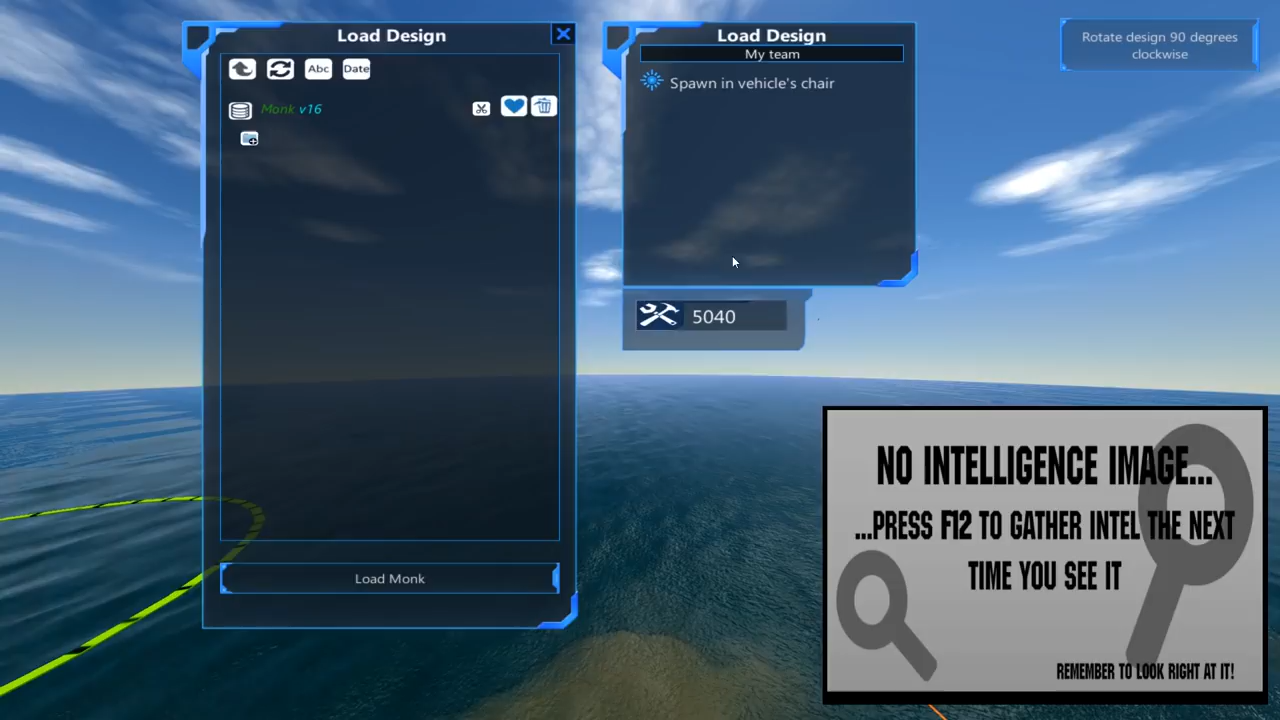 Load Design
Abc
Date
Monk v16
Load Monk
Load Design
My team
Spawn in vehicle's chair
5040
Rotate design 90 degrees
clockwise
NO INTELLIGENCE IMAGE...
...PRESS F12 TO GATHER INTEL THE NEXT
TIME YOU SEE IT
REMEMBER TO LOOK RIGHT AT IT!